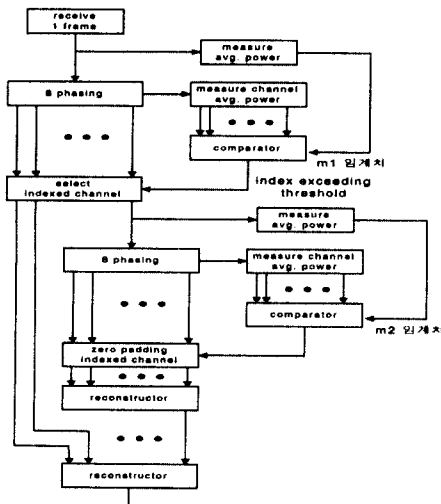 receive
1 frame
measure
avg. power
8 phasing
measure channel
avg. power
comparator
m1 임계치
select
indexed channel
index exceeding
threshold
measure
avg. power
8 phasing
measure channel
avg. power
comparator
m2 임계치
zero padding
indexed channel
reconstructor
reconstructor